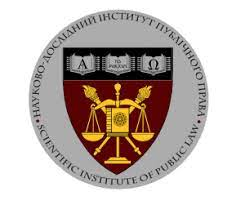 • НАУКОВО-ДОСЛІДНИЙ ІНСТИТУТ ПУБЛІЧНОГО ПРАВА •
SCIENTIFIC INSTITUTE OF PUBLIC LAW
Α
Ω